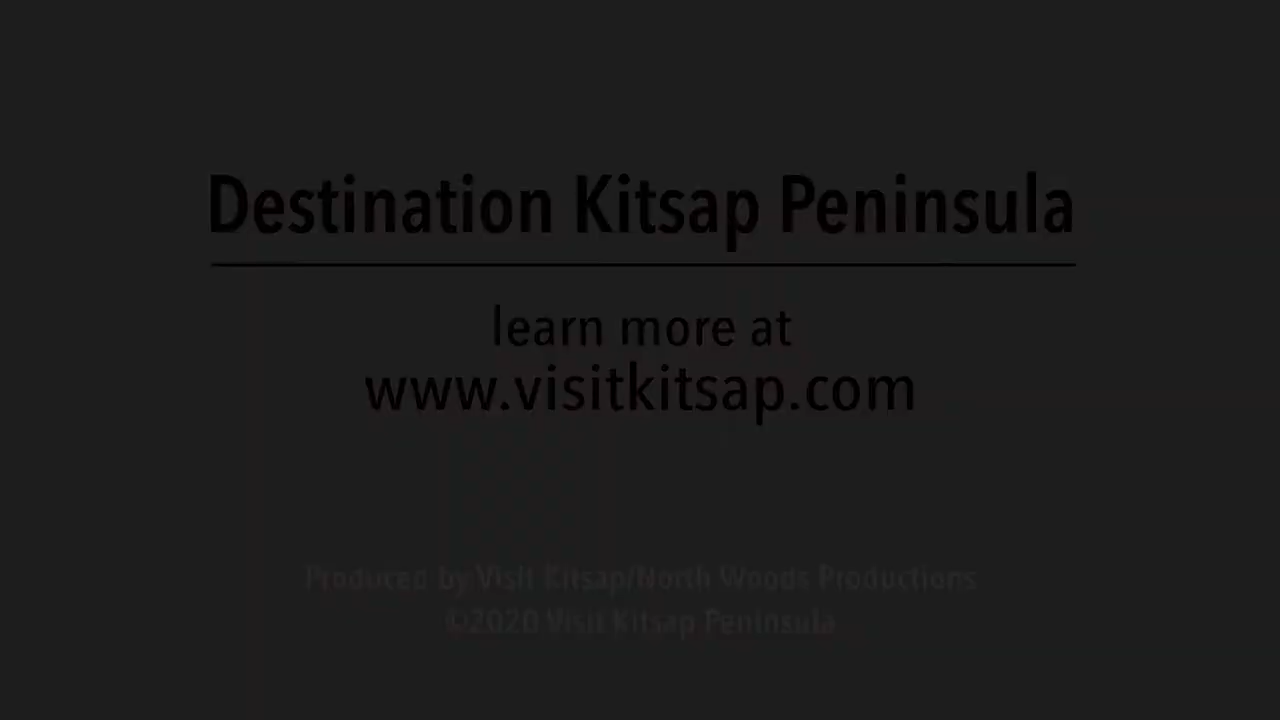 Destination Kitsap Peninsula
learn more at
www.visitkitsap.com
Produced by Visit Kitsap/North Woods Productions
©2020 Visit Kitsap Peninsula